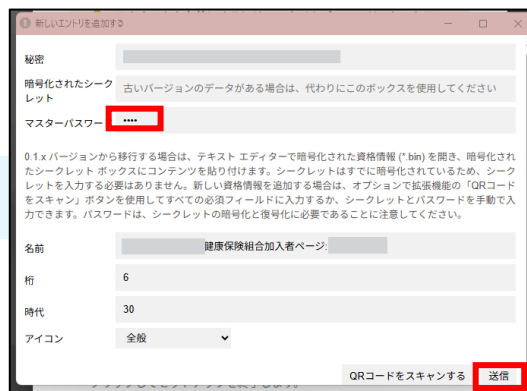 新しいエントリを追加する
秘密
暗号化されたシーク
レット
古いバージョンのデータがある場合は、代わりにこのボックスを使用してください
マスターパスワー
••••
0.1.x バージョンから移行する場合は、テキスト エディターで暗号化された資格情報 (*.bin) を開き、暗号化され
たシークレット ボックスにコンテンツを貼り付けます。シークレットはすでに暗号化されているため、シーク
レットを入力する必要はありません。新しい資格情報を追加する場合は、オプションで拡張機能の「QRコード
をスキャン」ボタンを使用してすべての必須フィールドに入力するか、シークレットとパスワードを手動で入
力できます。パスワードは、シークレットの暗号化と復号化に必要であることに注意してください。
名前
健康保険組合加入者ページ:
桁
6
時代
30
アイコン
全般
QRコードをスキャンする
送信